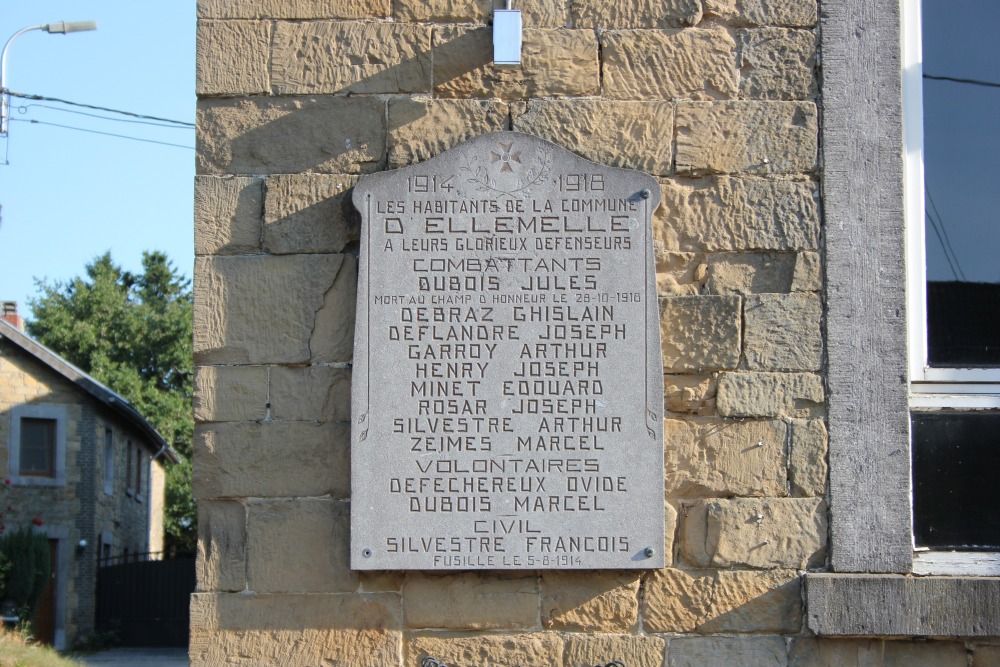 1914 1918
LES HABITANTS DE LA COMMUNE
D ELLEMELLE
A LEURS GLORIEUX DEFENSEURS
COMBATTANTS
DUBOIS JULES
MORT AU CHAMP D HONNEUR LE 28-10-1918
DEBRAZ GHISLAIN
DEFLANDRE JOSEPH
GARROY ARTHUR
HENRY JOSEPH
MINET EDOUARD
ROSAR JOSEPH
SILVESTRE ARTHUR
ZEIMES MARCEL
VOLONTAIRES
DEFECHEREUX OVIDE
DUBOIS MARCEL
CIVIL
SILVESTRE FRANCOIS
FUSILLE LE 5-8-1914